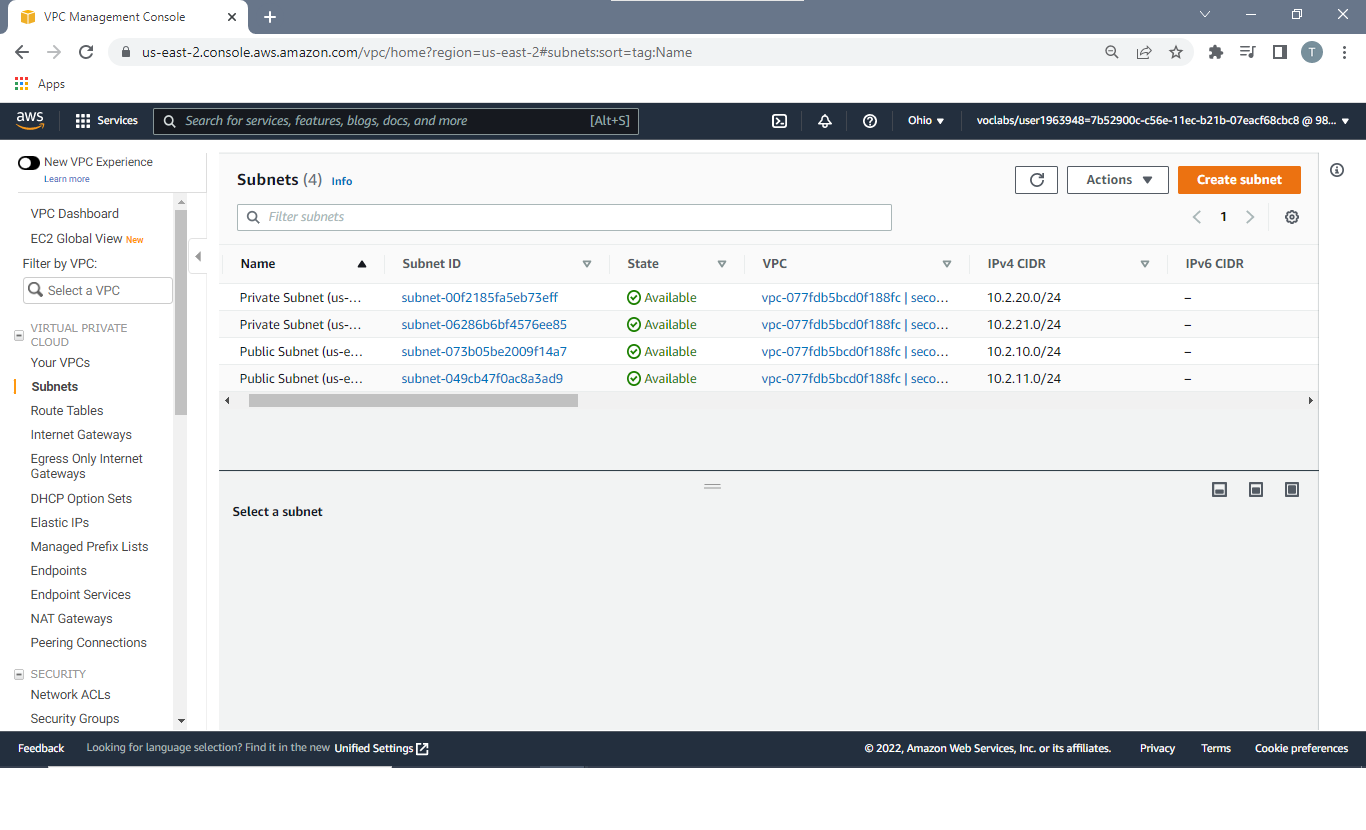 VPC Management Console
us-east-2.console.aws.amazon.com/vpc/home?region=us-east-2#subnets:sort=tag:Name
T
Apps
aws
Services
Search for services, features, blogs, docs, and more
[Alt+S]
Ohio
voclabs/user1963948=7b52900c-c56e-11ec-b21b-07eacf68cbc8 @ 98...
New VPC Experience
Learn more
VPC Dashboard
EC2 Global View New
Filter by VPC:
Select a VPC
VIRTUAL PRIVATE
CLOUD
Your VPCs
Subnets
Route Tables
Internet Gateways
Egress Only Internet
Gateways
DHCP Option Sets
Elastic IPs
Managed Prefix Lists
Endpoints
Endpoint Services
NAT Gateways
Peering Connections
SECURITY
Network ACLs
Security Groups
Subnets (4) Info
Actions
Create subnet
Filter subnets
1
Name Subnet ID State VPC IPv4 CIDR IPv6 CIDR
Private Subnet (us-... subnet-00f2185fa5eb73eff Available vpc-077fdb5bcd0f188fc | seco... 10.2.20.0/24 –
Private Subnet (us-... subnet-06286b6bf4576ee85 Available vpc-077fdb5bcd0f188fc | seco... 10.2.21.0/24 –
Public Subnet (us-e... subnet-073b05be2009f14a7 Available vpc-077fdb5bcd0f188fc | seco... 10.2.10.0/24 –
Public Subnet (us-e... subnet-049cb47f0ac8a3ad9 Available vpc-077fdb5bcd0f188fc | seco... 10.2.11.0/24 –
Select a subnet
Feedback
Looking for language selection? Find it in the new Unified Settings
© 2022, Amazon Web Services, Inc. or its affiliates.
Privacy
Terms
Cookie preferences